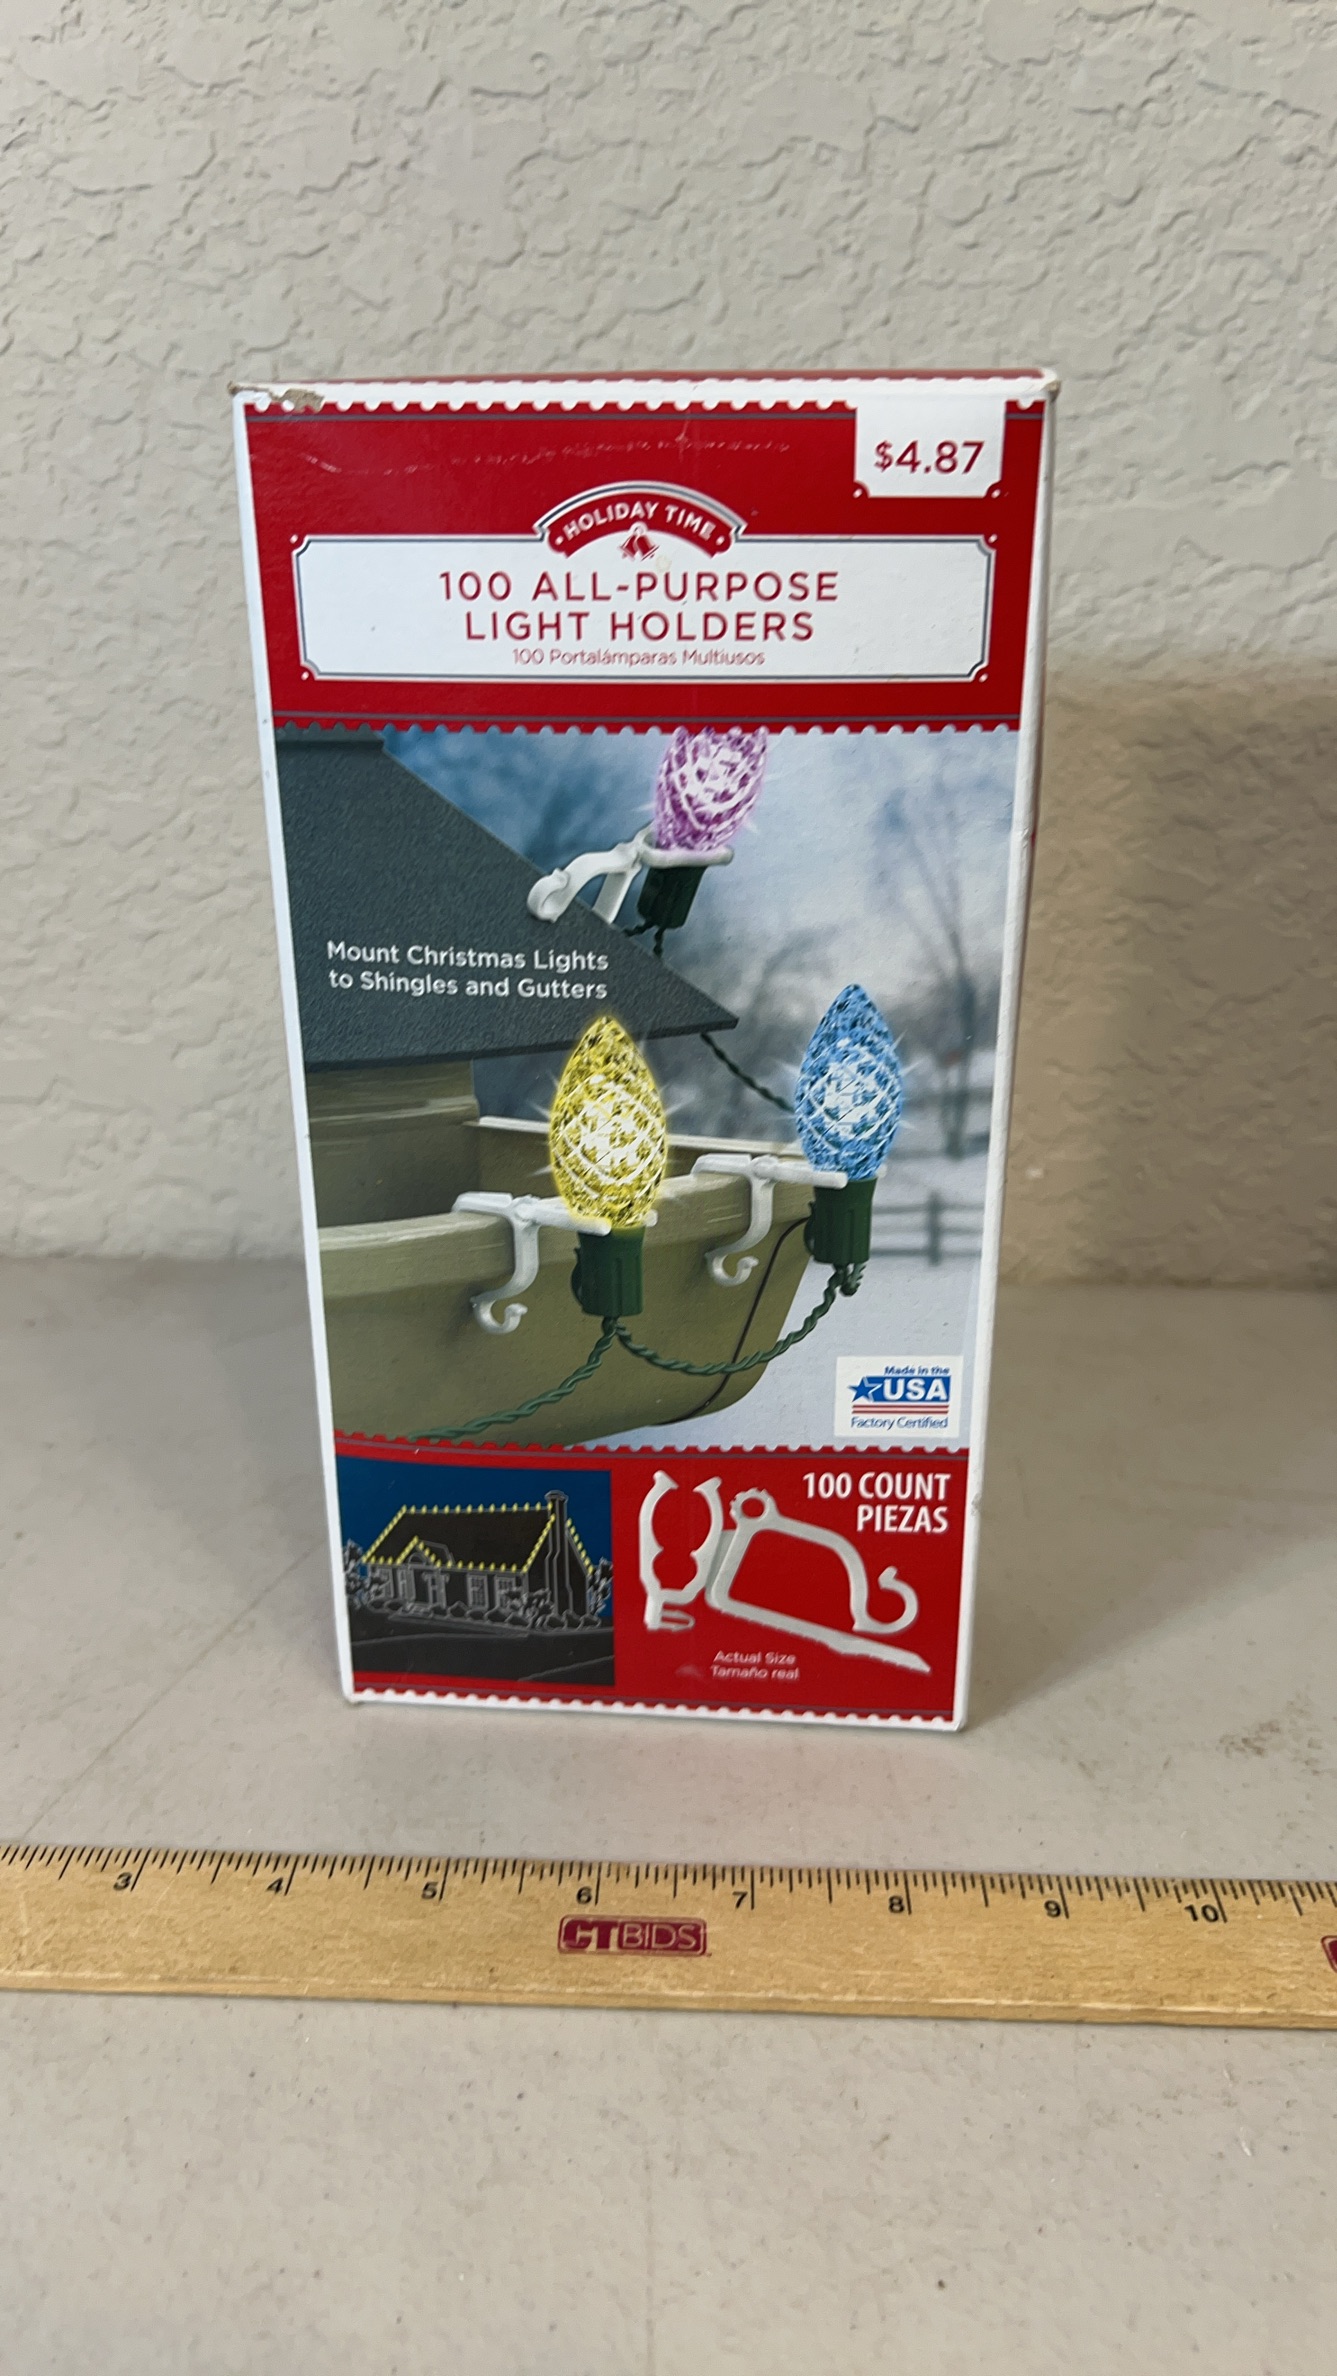 $4.87
HOLIDAY TIME
100 ALL-PURPOSE
LIGHT HOLDERS
100 Portalámparas Multiusos
Mount Christmas Lights
to Shingles and Gutters
Made in the
USA
Factory Certified
100 COUNT
PIEZAS
Actual Size
Tamaño real
3 4 5 6 7 8 9 10
CTBIDS